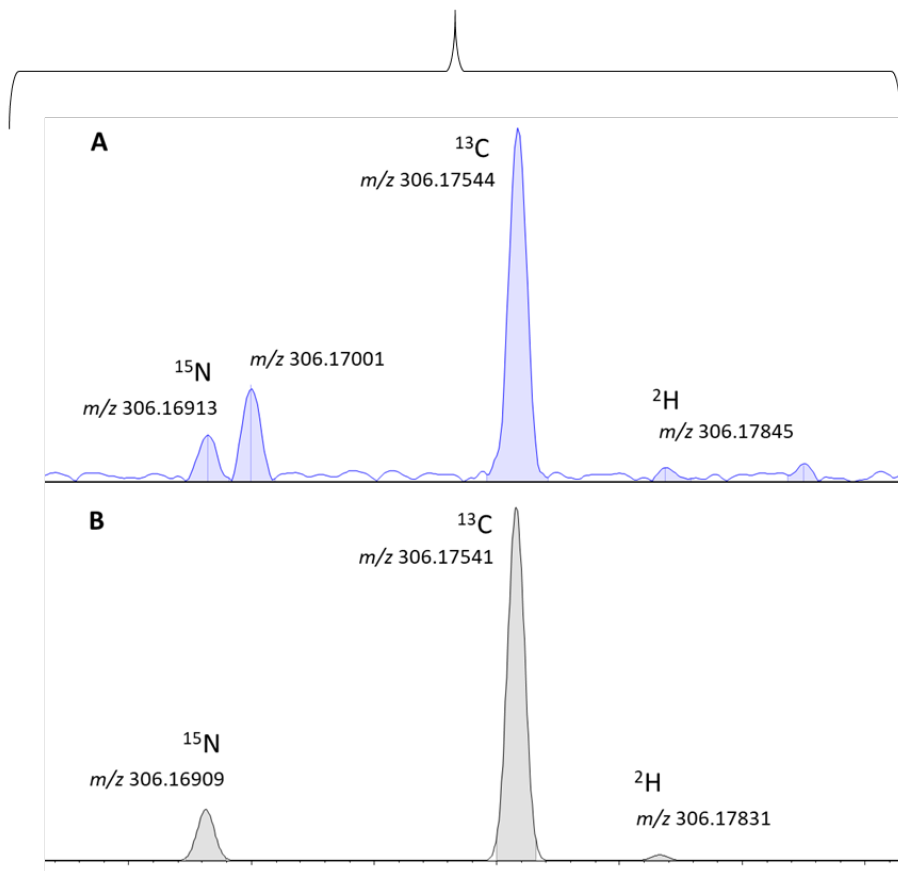 A
¹³C
m/z 306.17544
m/z 306.17001
¹⁵N
m/z 306.16913
²H
m/z 306.17845
B
¹³C
m/z 306.17541
¹⁵N
m/z 306.16909
²H
m/z 306.17831